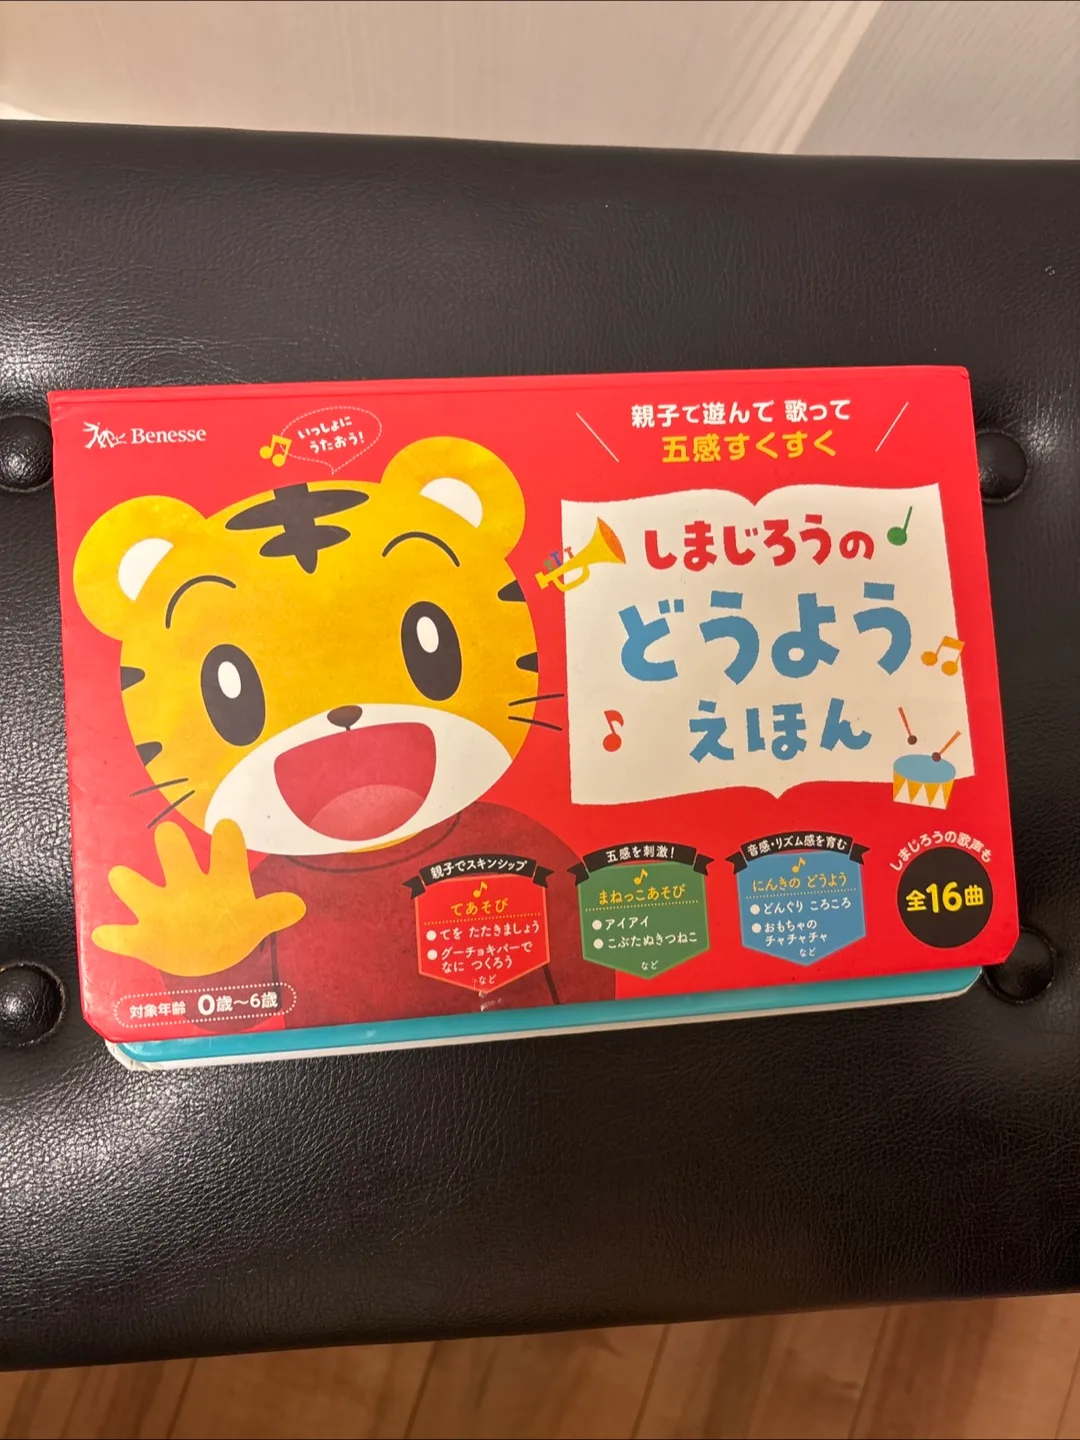 Benesse
いっしょに
うたおう!
親子で遊んで 歌って
五感すくすく
しまじろうの
どうよう
えほん
親子でスキンシップ
てあそび
●てを たたきましょう
●グーチョキパーで
なに つくろう
など
五感を刺激!
まねっこあそび
●アイアイ
●こぶたぬきつねこ
など
音感・リズム感を育む
にんきの どうよう
●どんぐり ころころ
●おもちゃの
チャチャチャ
など
しまじろうの歌声も
全16曲
対象年齢 0歳〜6歳